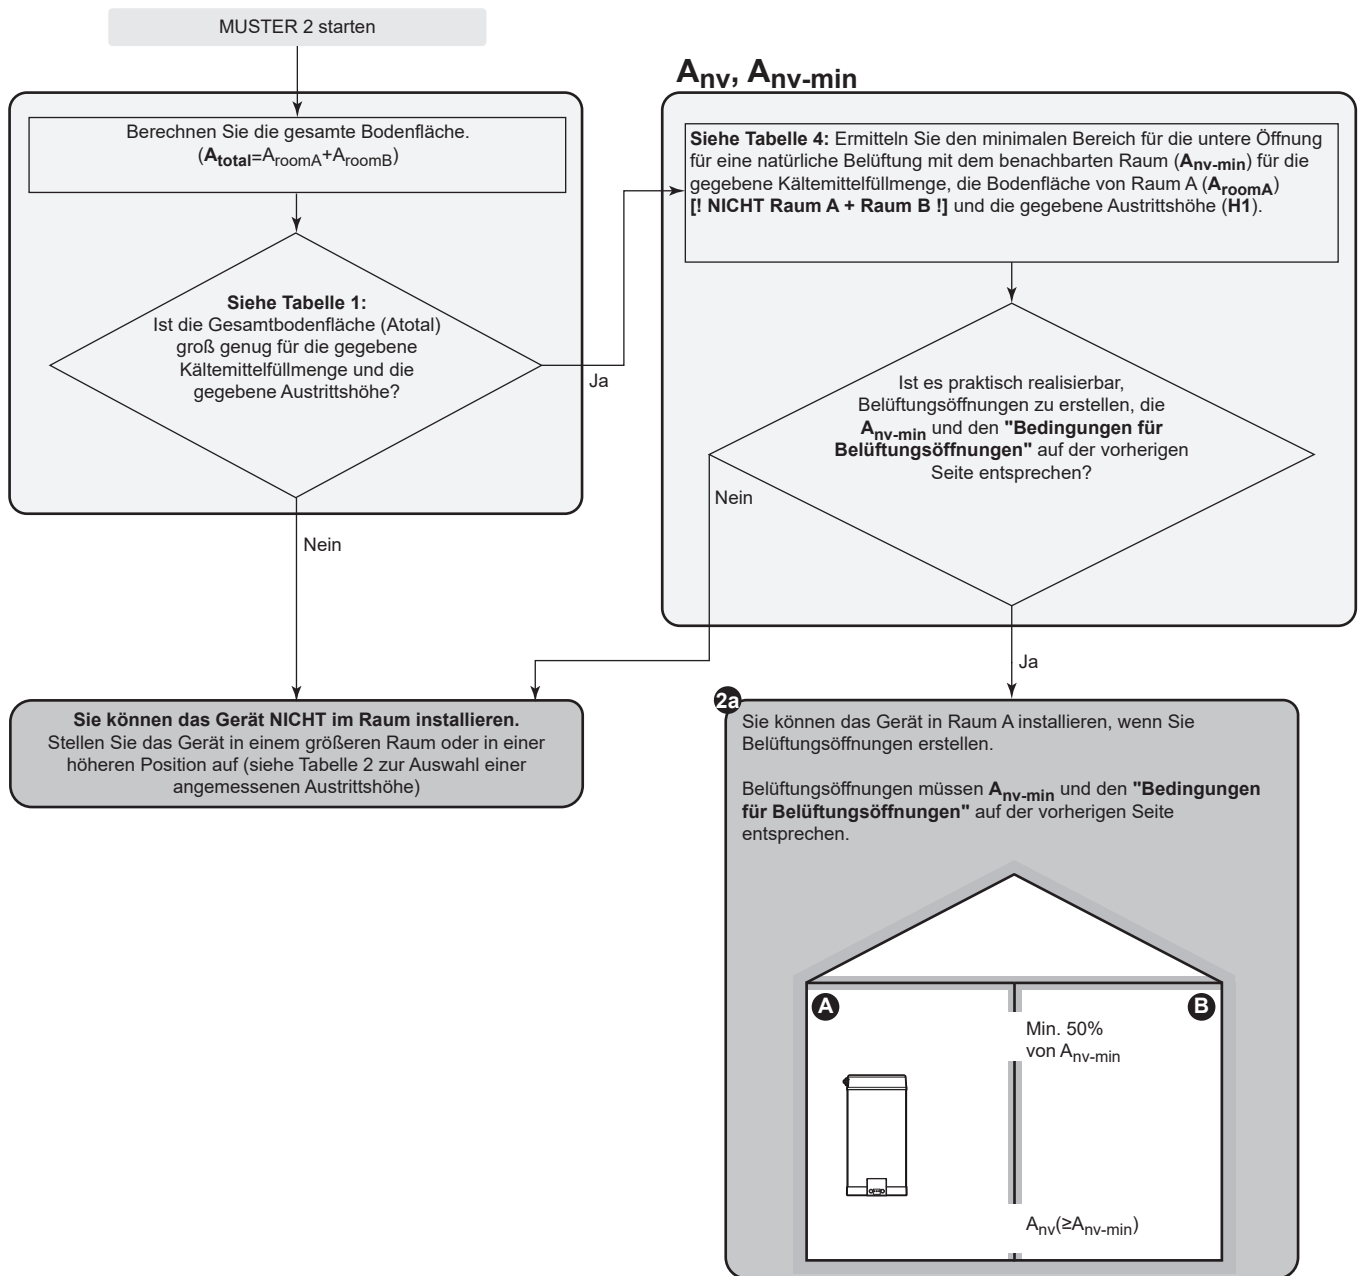 MUSTER 2 starten
Berechnen Sie die gesamte Bodenfläche.
(Atotal=AroomA+AroomB)
Siehe Tabelle 1:
Ist die Gesamtbodenfläche (Atotal)
groß genug für die gegebene
Kältemittelfüllmenge und die
gegebene Austrittshöhe?
Ja
Nein
Anv, Anv-min
Siehe Tabelle 4: Ermitteln Sie den minimalen Bereich für die untere Öffnung
für eine natürliche Belüftung mit dem benachbarten Raum (Anv-min) für die
gegebene Kältemittelfüllmenge, die Bodenfläche von Raum A (AroomA)
[! NICHT Raum A + Raum B !] und die gegebene Austrittshöhe (H1).
Ist es praktisch realisierbar,
Belüftungsöffnungen zu erstellen, die
Anv-min und den "Bedingungen für
Belüftungsöffnungen" auf der vorherigen
Seite entsprechen?
Nein
Ja
Sie können das Gerät NICHT im Raum installieren.
Stellen Sie das Gerät in einem größeren Raum oder in einer
höheren Position auf (siehe Tabelle 2 zur Auswahl einer
angemessenen Austrittshöhe)
2a
Sie können das Gerät in Raum A installieren, wenn Sie
Belüftungsöffnungen erstellen.
Belüftungsöffnungen müssen Anv-min und den "Bedingungen
für Belüftungsöffnungen" auf der vorherigen Seite
entsprechen.
A
B
Min. 50%
von Anv-min
Anv(≥Anv-min)